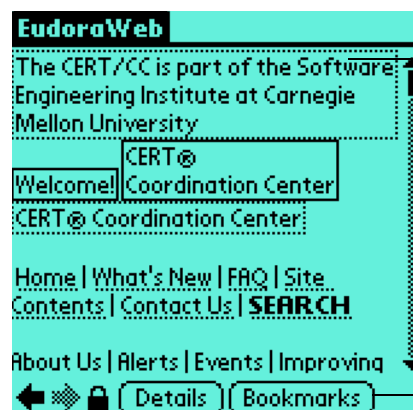 EudoraWeb
The CERT/CC is part of the Software
Engineering Institute at Carnegie
Mellon University
CERT®
Welcome! Coordination Center
CERT® Coordination Center
Home | What's New | FAQ | Site
Contents | Contact Us | SEARCH
About Us | Alerts | Events | Improving
Details Bookmarks